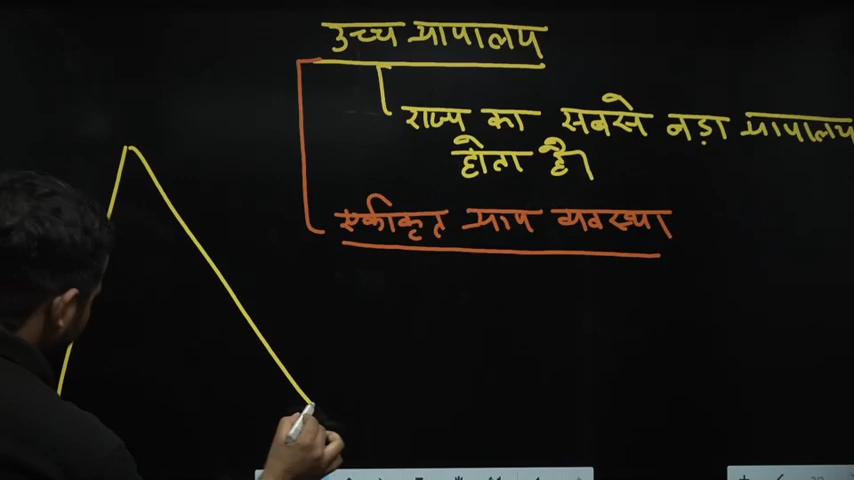 उच्च न्यायालय
राज्य का सबसे बड़ा न्यायालय
होता है।
एकीकृत न्याय व्यवस्था